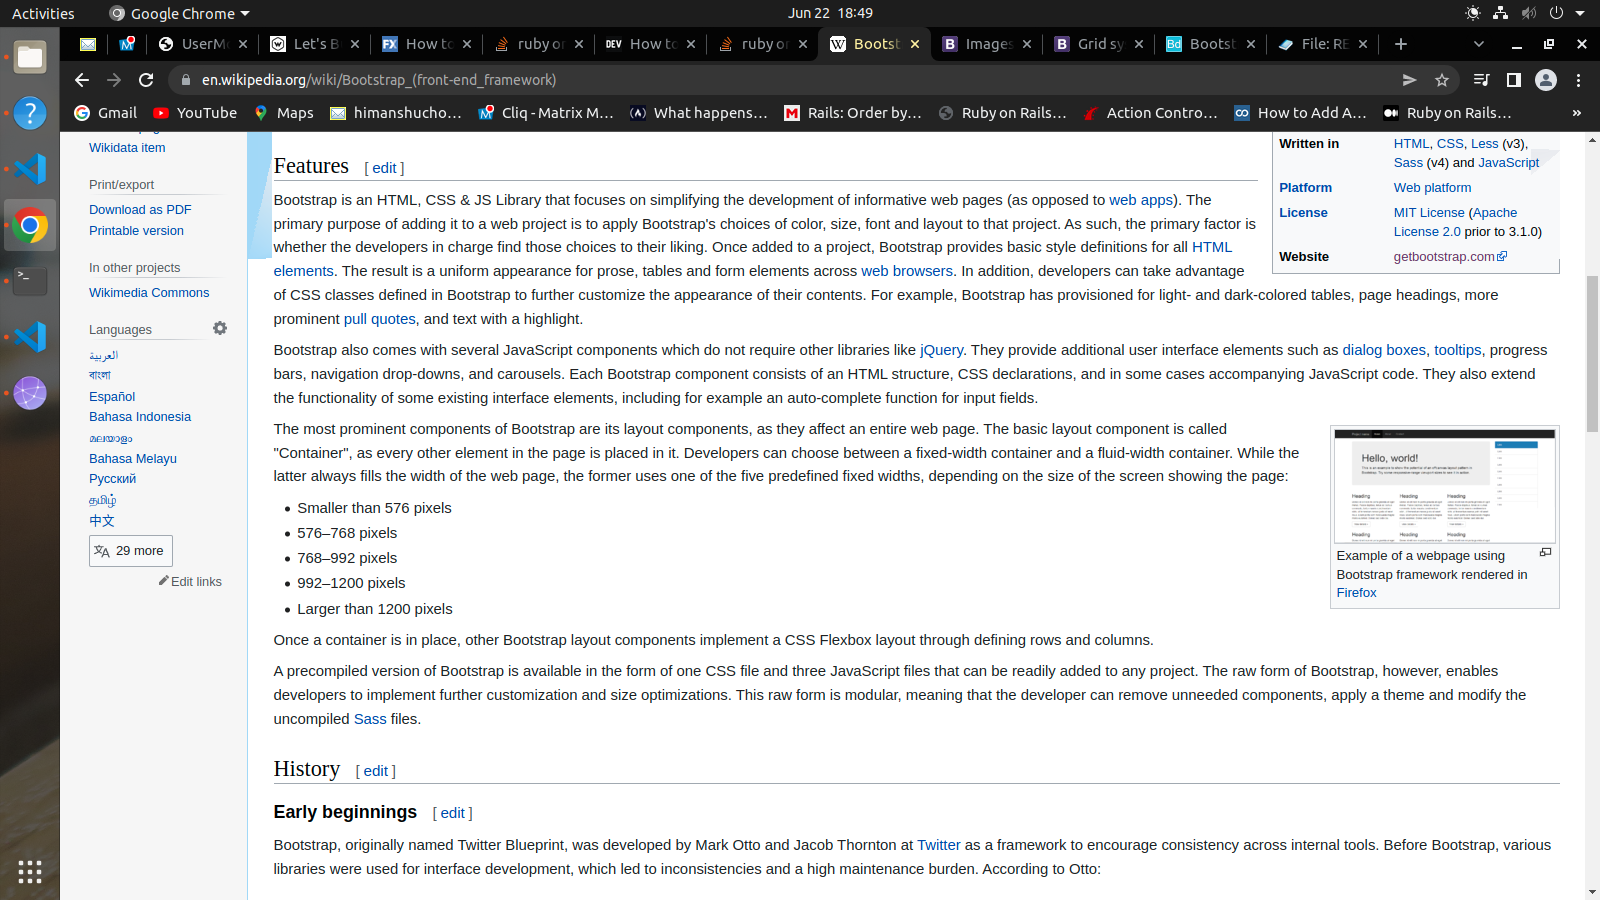 Activities
Google Chrome
Jun 22 18:49
UserM
Let's B
How to
ruby or
DEV
How to
ruby or
W
Bootst
Images
Grid sy
Bootst
File: RE
en.wikipedia.org/wiki/Bootstrap_(front-end_framework)
Gmail
YouTube
Maps
himanshucho…
Cliq - Matrix M…
What happens…
Rails: Order by…
Ruby on Rails…
Action Contro…
How to Add A…
Ruby on Rails…
»
Wikidata item
Print/export
Download as PDF
Printable version
In other projects
Wikimedia Commons
Languages
العربية
বাংলা
Español
Bahasa Indonesia
മലയാളം
Bahasa Melayu
Русский
தமிழ்
中文
29 more
Edit links
Features [ edit ]
Bootstrap is an HTML, CSS & JS Library that focuses on simplifying the development of informative web pages (as opposed to web apps). The
primary purpose of adding it to a web project is to apply Bootstrap's choices of color, size, font and layout to that project. As such, the primary factor is
whether the developers in charge find those choices to their liking. Once added to a project, Bootstrap provides basic style definitions for all HTML
elements. The result is a uniform appearance for prose, tables and form elements across web browsers. In addition, developers can take advantage
of CSS classes defined in Bootstrap to further customize the appearance of their contents. For example, Bootstrap has provisioned for light- and dark-colored tables, page headings, more
prominent pull quotes, and text with a highlight.
Written in HTML, CSS, Less (v3),
Sass (v4) and JavaScript
Platform Web platform
License MIT License (Apache
License 2.0 prior to 3.1.0)
Website getbootstrap.com
Bootstrap also comes with several JavaScript components which do not require other libraries like jQuery. They provide additional user interface elements such as dialog boxes, tooltips, progress
bars, navigation drop-downs, and carousels. Each Bootstrap component consists of an HTML structure, CSS declarations, and in some cases accompanying JavaScript code. They also extend
the functionality of some existing interface elements, including for example an auto-complete function for input fields.
The most prominent components of Bootstrap are its layout components, as they affect an entire web page. The basic layout component is called
"Container", as every other element in the page is placed in it. Developers can choose between a fixed-width container and a fluid-width container. While the
latter always fills the width of the web page, the former uses one of the five predefined fixed widths, depending on the size of the screen showing the page:
• Smaller than 576 pixels
• 576–768 pixels
• 768–992 pixels
• 992–1200 pixels
• Larger than 1200 pixels
Hello, world!
Heading Heading Heading
Heading Heading Heading
Example of a webpage using
Bootstrap framework rendered in
Firefox
Once a container is in place, other Bootstrap layout components implement a CSS Flexbox layout through defining rows and columns.
A precompiled version of Bootstrap is available in the form of one CSS file and three JavaScript files that can be readily added to any project. The raw form of Bootstrap, however, enables
developers to implement further customization and size optimizations. This raw form is modular, meaning that the developer can remove unneeded components, apply a theme and modify the
uncompiled Sass files.
History [ edit ]
Early beginnings [ edit ]
Bootstrap, originally named Twitter Blueprint, was developed by Mark Otto and Jacob Thornton at Twitter as a framework to encourage consistency across internal tools. Before Bootstrap, various
libraries were used for interface development, which led to inconsistencies and a high maintenance burden. According to Otto: